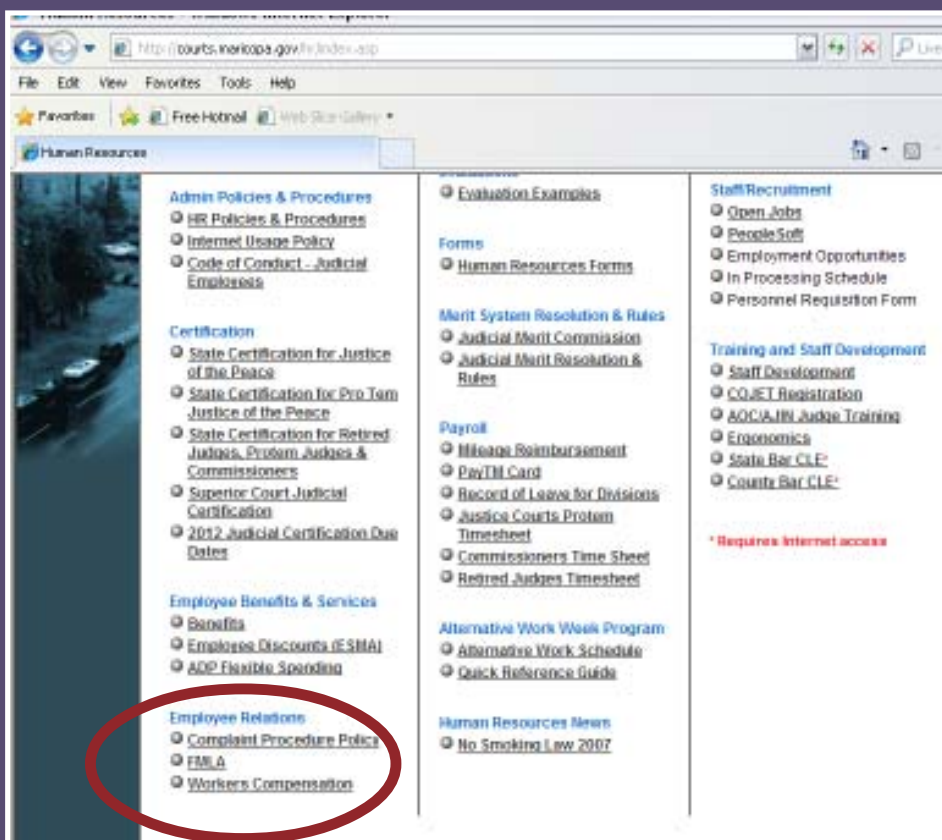 http://courts.maricopa.gov/hr/index.asp
Live
File Edit View Favorites Tools Help
Favorites Free Hotmail Web Slice Gallery
Human Resources
Admin Policies & Procedures
HR Policies & Procedures
Internet Usage Policy
Code of Conduct - Judicial
Employees
Certification
State Certification for Justice
of the Peace
State Certification for Pro Tem
Justice of the Peace
State Certification for Retired
Judges, Protem Judges &
Commissioners
Superior Court Judicial
Certification
2012 Judicial Certification Due
Dates
Employee Benefits & Services
Benefits
Employee Discounts (ESMA)
ADP Flexible Spending
Employee Relations
Complaint Procedure Policy
FMLA
Workers Compensation
Evaluation Examples
Forms
Human Resources Forms
Merit System Resolution & Rules
Judicial Merit Commission
Judicial Merit Resolution &
Rules
Payroll
Mileage Reimbursement
PayTM Card
Record of Leave for Divisions
Justice Courts Protem
Timesheet
Commissioners Time Sheet
Retired Judges Timesheet
Alternative Work Week Program
Alternative Work Schedule
Quick Reference Guide
Human Resources News
No Smoking Law 2007
Staff/Recruitment
Open Jobs
PeopleSoft
Employment Opportunities
In Processing Schedule
Personnel Requisition Form
Training and Staff Development
Staff Development
COJET Registration
AOC/AJIN Judge Training
Ergonomics
State Bar CLE*
County Bar CLE*
* Requires Internet access